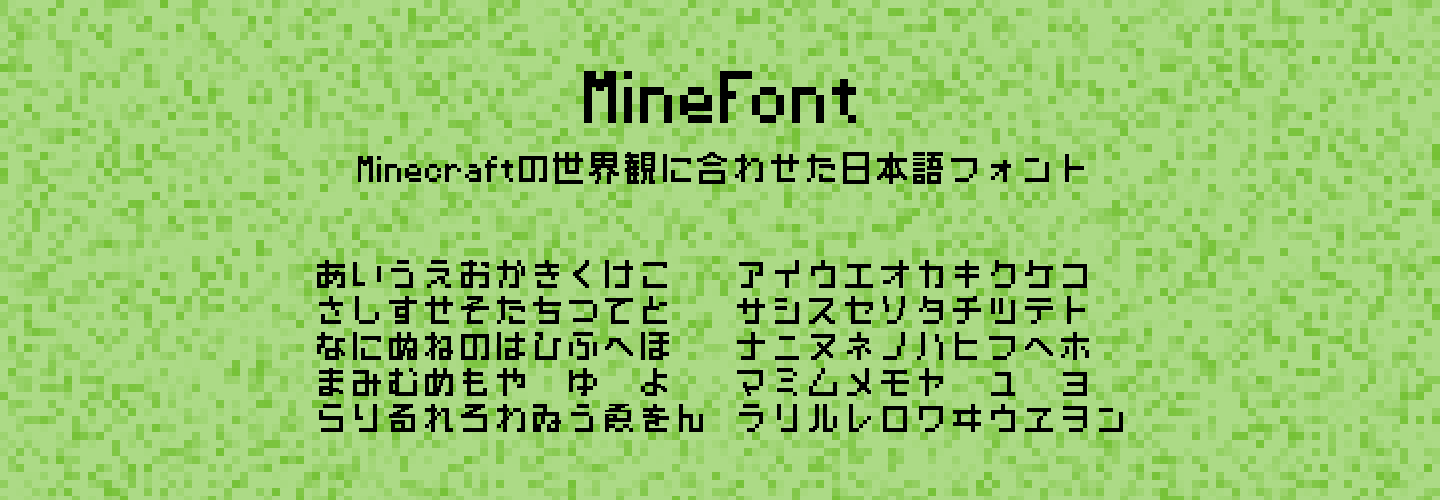 MineFont
Minecraftの世界観に合わせた日本語フォント
あいうえおかきくけこ　アイウエオカキクケコ
さしすせそたちつてと　サシスセソタチツテト
なにぬねのはひふへほ　ナニヌネノハヒフヘホ
まみむめもや　ゆ　よ　マミムメモヤ　ユ　ヨ
らりるれろわゐうゑをん　ラリルレロワヰウヱヨン